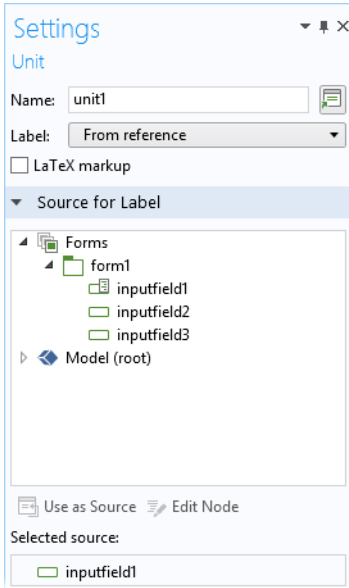 Settings
Unit
Name: unit1
Label: From reference
LaTeX markup
Source for Label
Forms
form1
inputfield1
inputfield2
inputfield3
Model (root)
Use as Source Edit Node
Selected source:
inputfield1